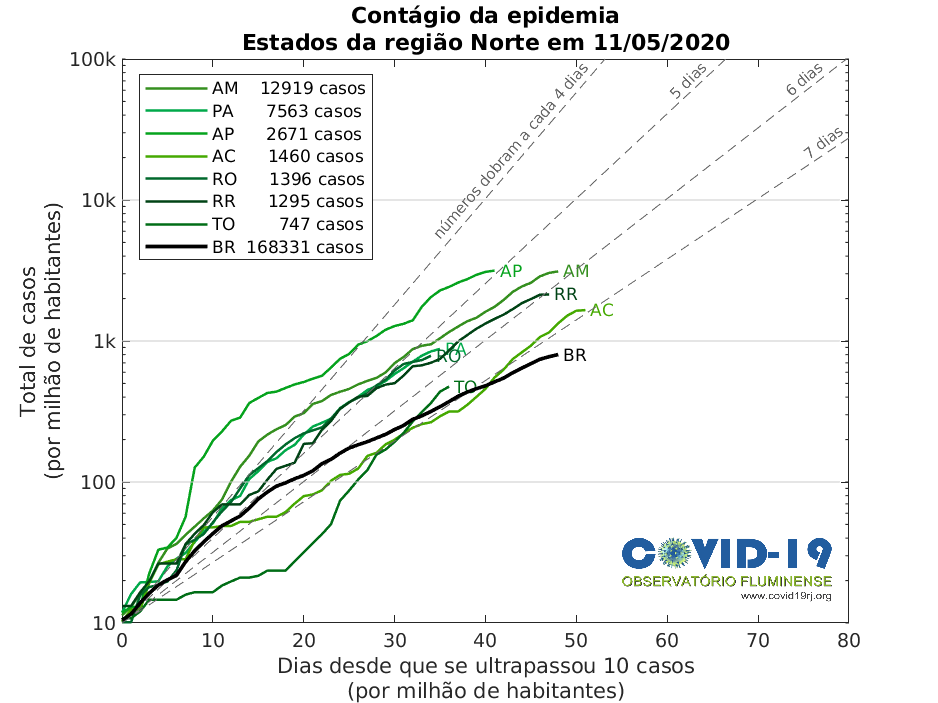 Contágio da epidemia
Estados da região Norte em 11/05/2020
100k
10k
1k
100
10
Total de casos
(por milhão de habitantes)
AM 12919 casos
PA 7563 casos
AP 2671 casos
AC 1460 casos
RO 1396 casos
RR 1295 casos
TO 747 casos
BR 168331 casos
números dobram a cada 4 dias
5 dias
6 dias
7 dias
AP
AM
RR
AC
PA
RO
BR
TO
COVID-19
OBSERVATÓRIO FLUMINENSE
www.covid19rj.org
0 10 20 30 40 50 60 70 80
Dias desde que se ultrapassou 10 casos
(por milhão de habitantes)